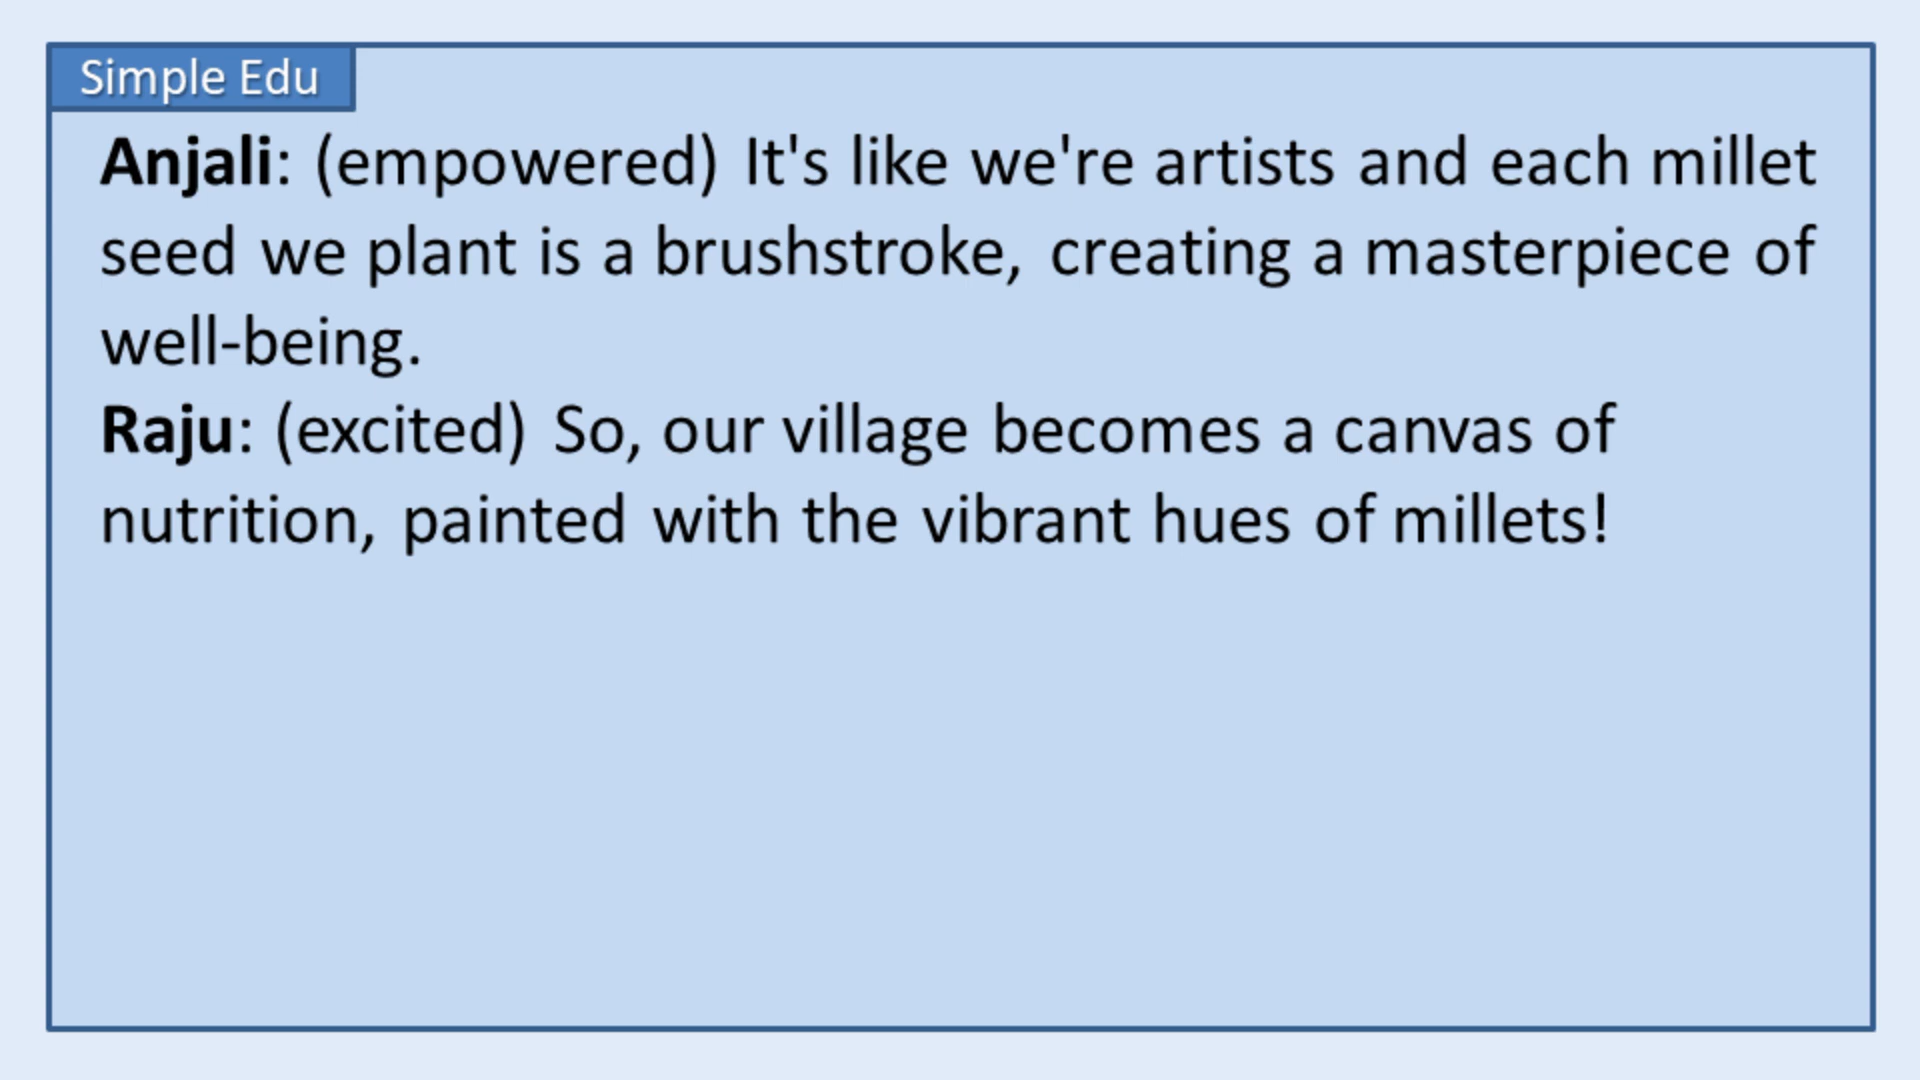 Simple Edu
Anjali: (empowered) It's like we're artists and each millet
seed we plant is a brushstroke, creating a masterpiece of
well-being.
Raju: (excited) So, our village becomes a canvas of
nutrition, painted with the vibrant hues of millets!